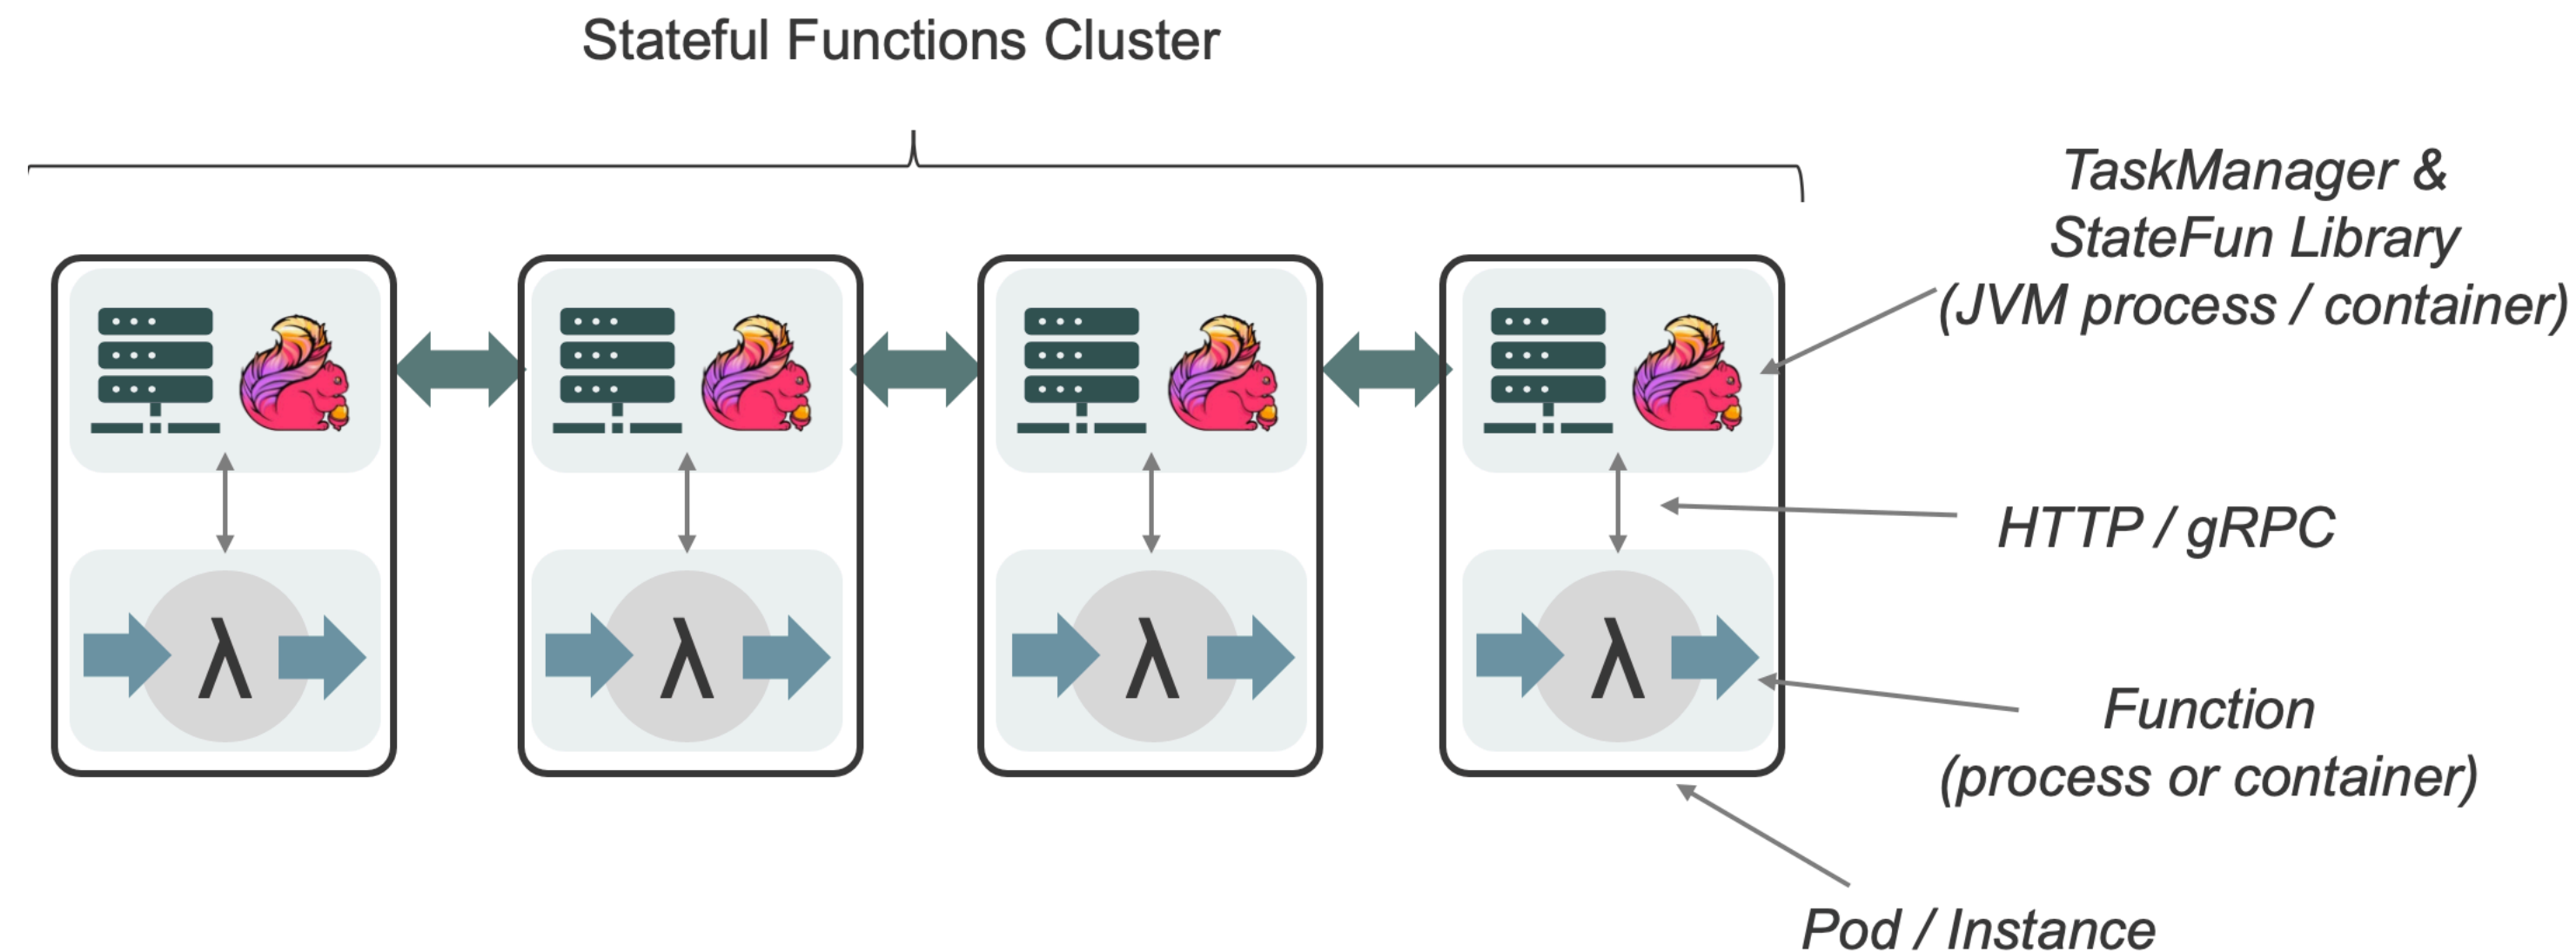 Stateful Functions Cluster
TaskManager &
StateFun Library
(JVM process / container)
HTTP / gRPC
λ λ λ λ
Function
(process or container)
Pod / Instance